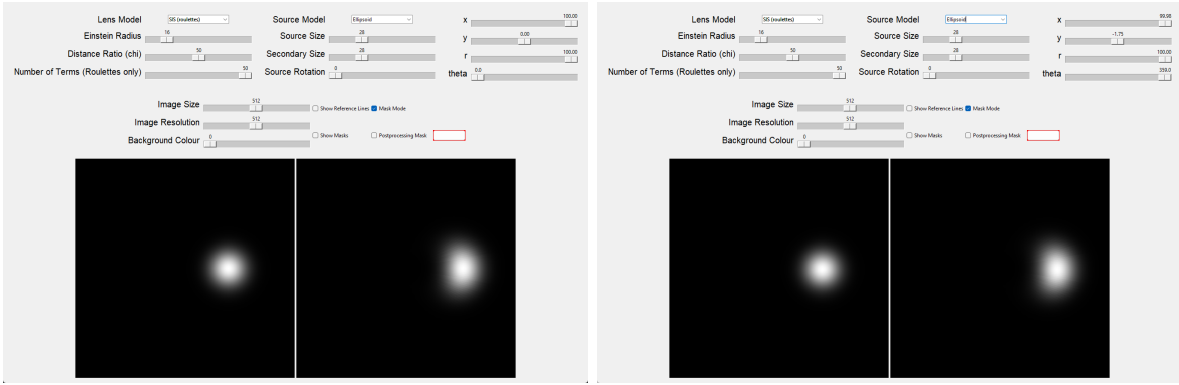 Lens Model SIS (roulettes) Source Model Ellipsoid x 100.00
Einstein Radius 16 Source Size 28 y 0.00
Distance Ratio (chi) 50 Secondary Size 28 r 100.00
Number of Terms (Roulettes only) 50 Source Rotation 0 theta 0.0
Image Size 512 Show Reference Lines Mask Mode
Image Resolution 512
Show Masks Postprocessing Mask
Background Colour 0
Lens Model SIS (roulettes) Source Model Ellipsoid x 99.98
Einstein Radius 16 Source Size 28 y -1.75
Distance Ratio (chi) 50 Secondary Size 28 r 100.00
Number of Terms (Roulettes only) 50 Source Rotation 0 theta 359.0
Image Size 512 Show Reference Lines Mask Mode
Image Resolution 512
Show Masks Postprocessing Mask
Background Colour 0